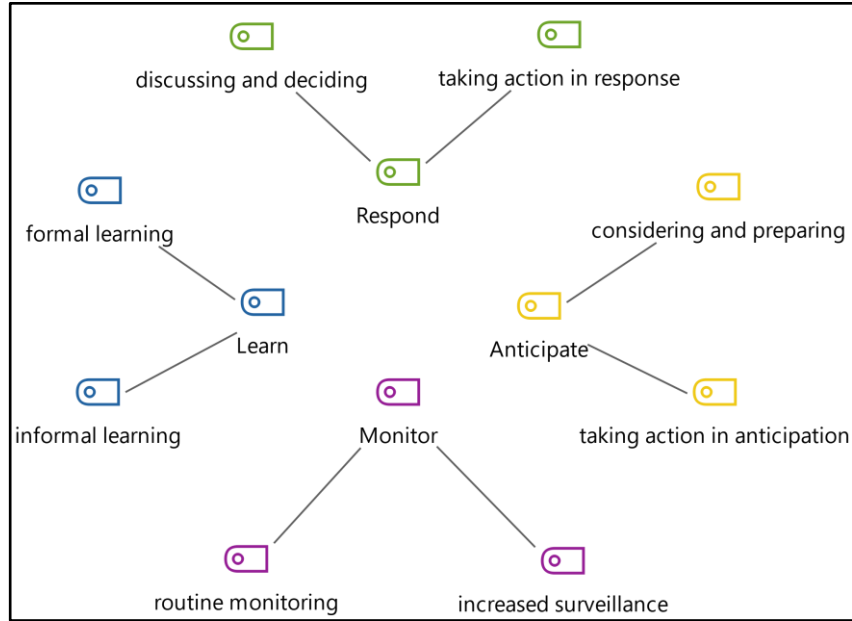 discussing and deciding
taking action in response
Respond
formal learning
considering and preparing
Learn
Anticipate
informal learning
Monitor
taking action in anticipation
routine monitoring
increased surveillance